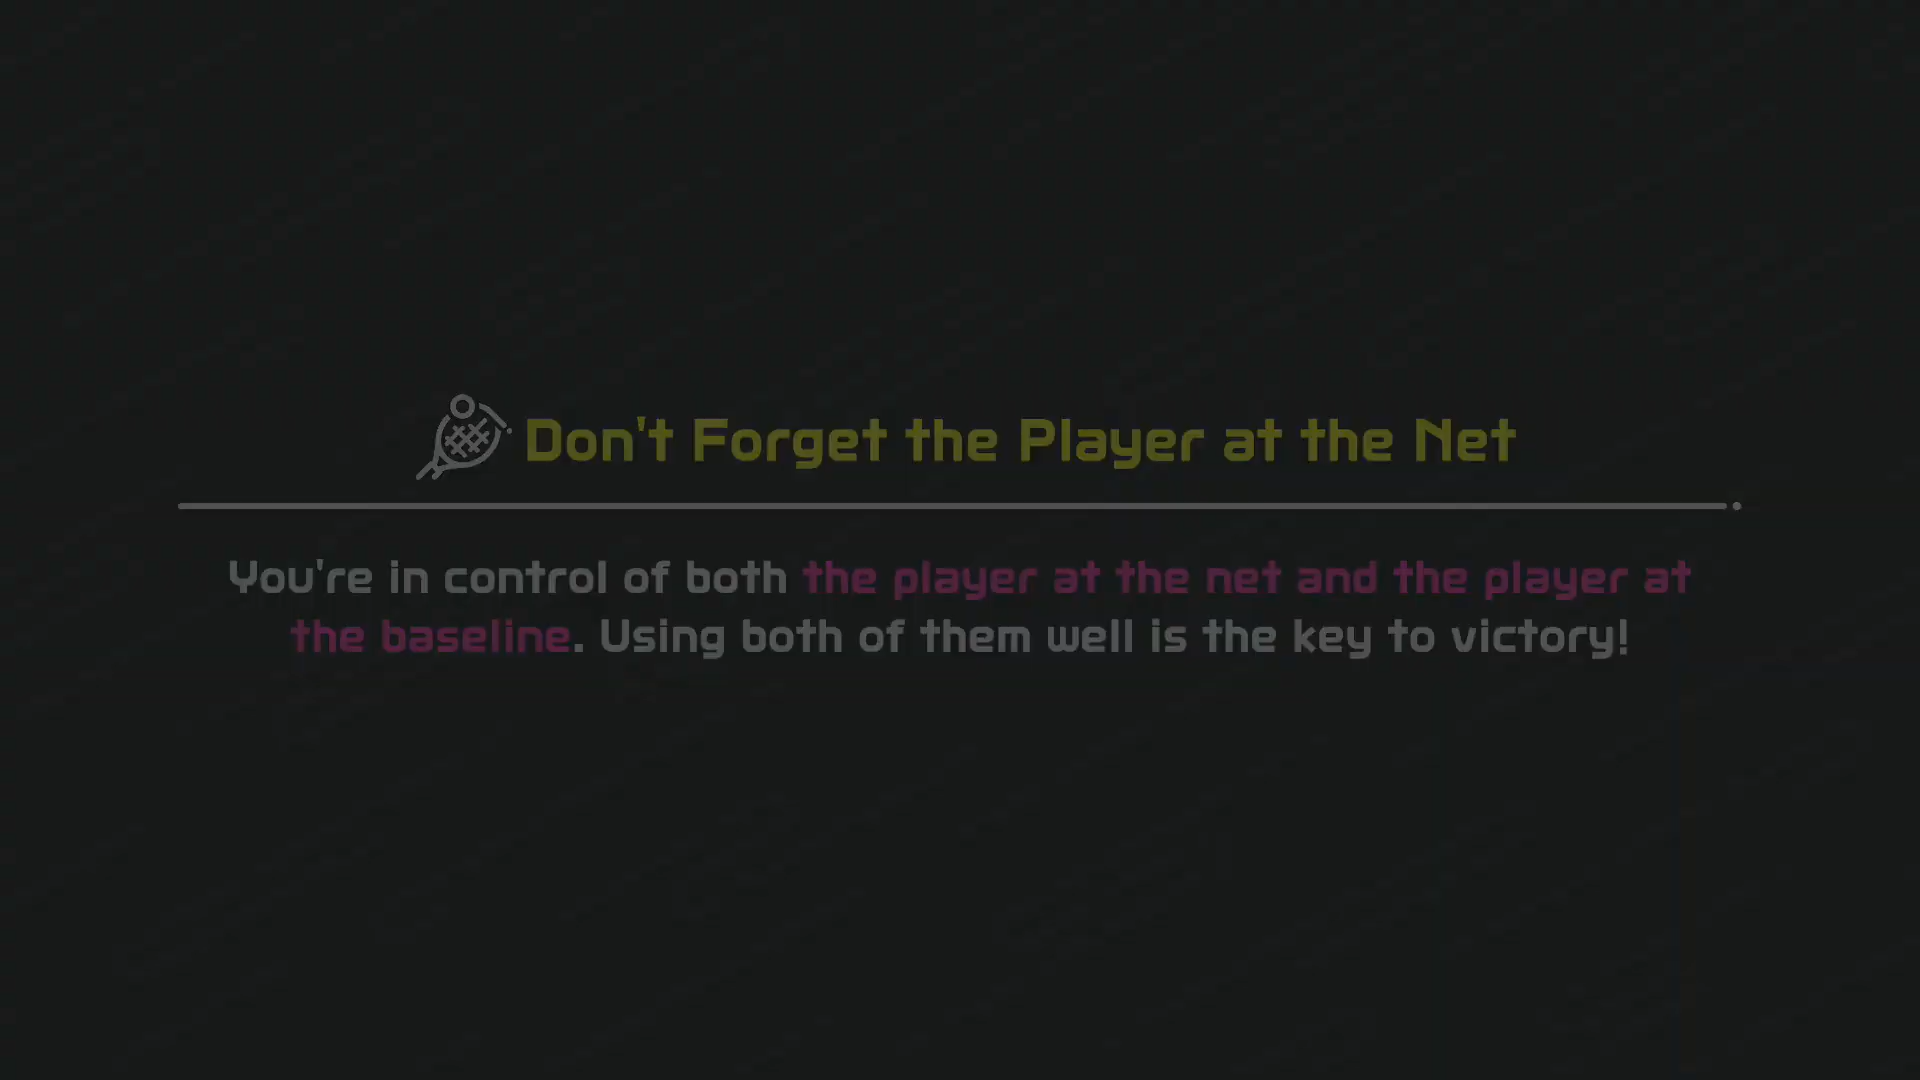 Don't Forget the Player at the Net
You're in control of both the player at the net and the player at
the baseline. Using both of them well is the key to victory!